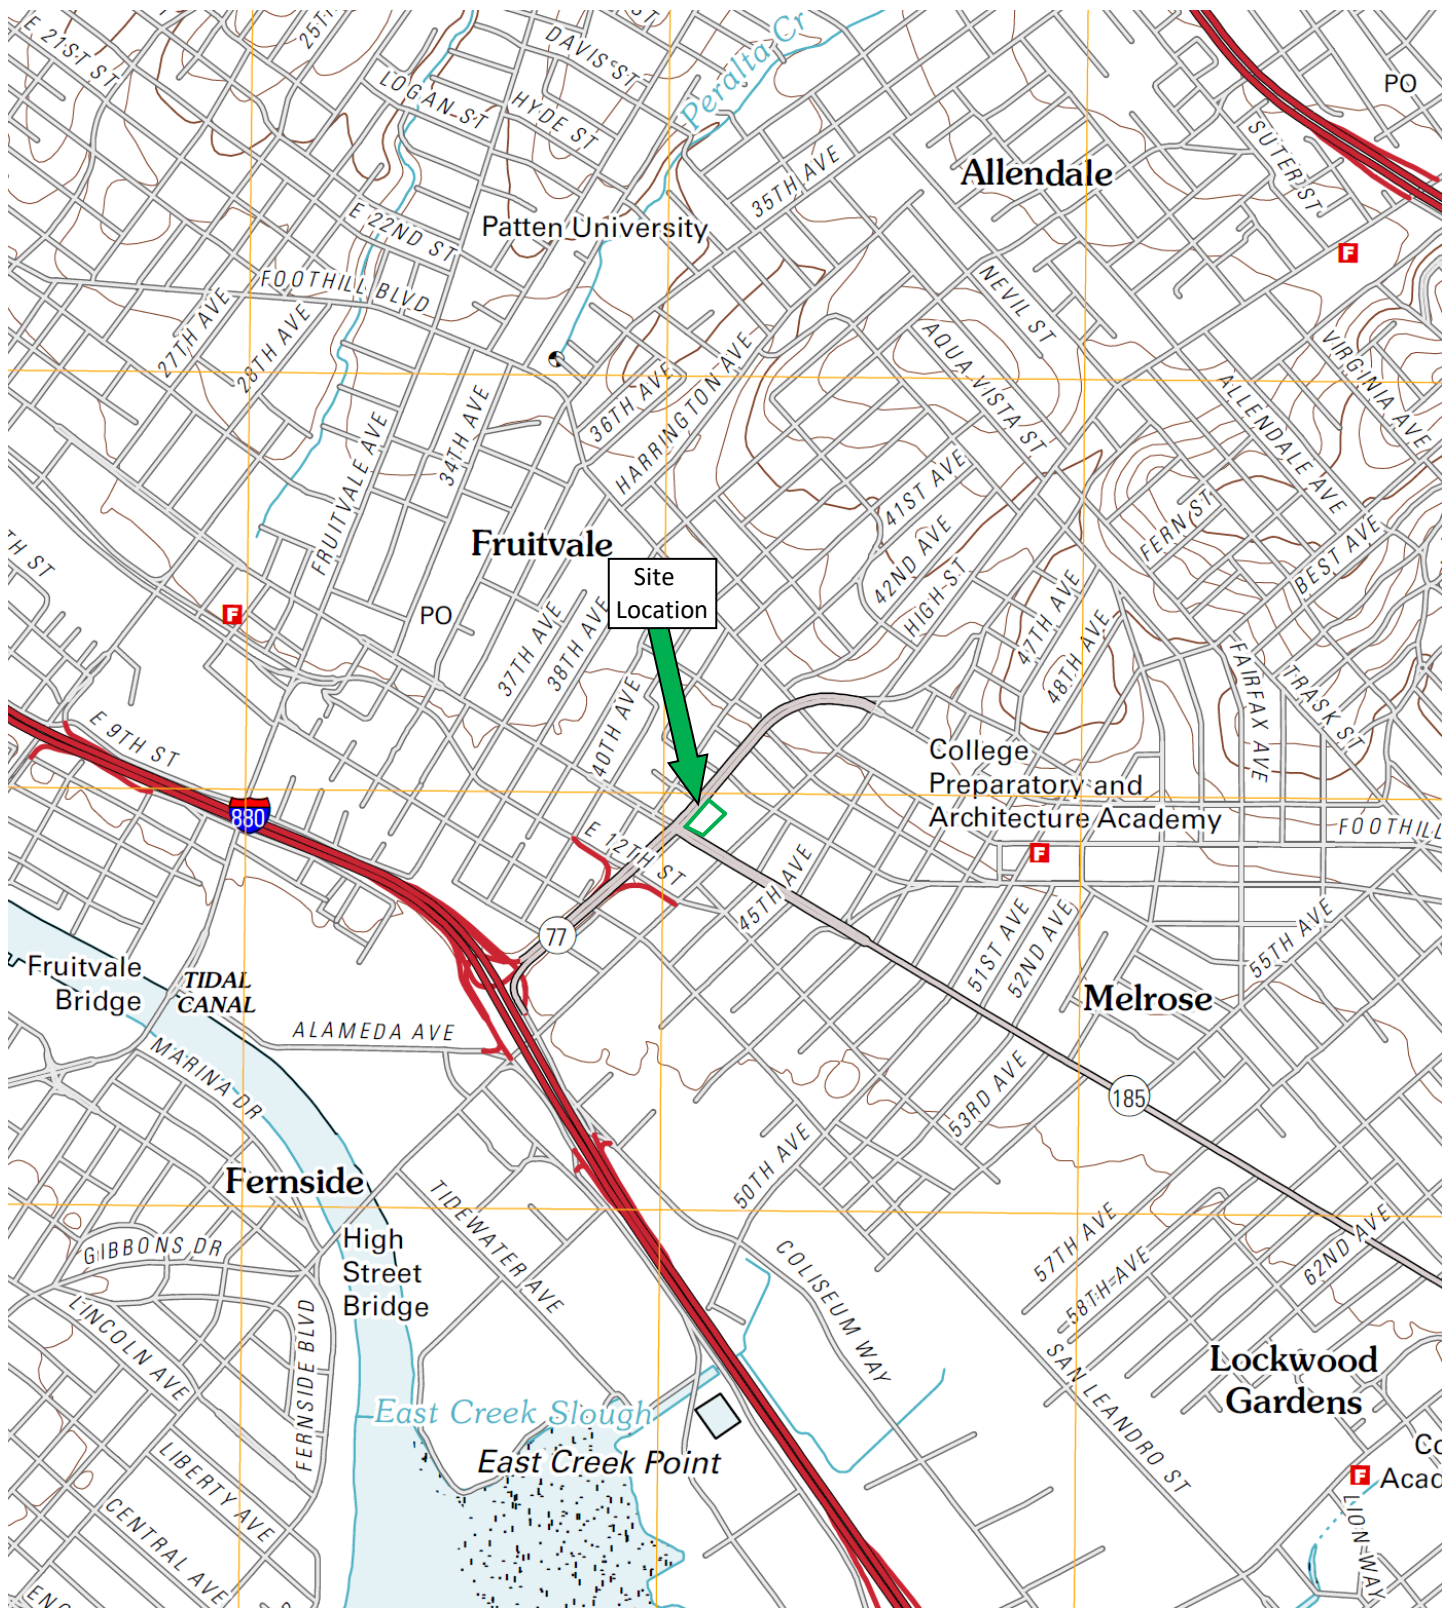 E 21ST ST
25TH
ST
DAVIS ST
Peralta Cr
PO
LOGAN ST
HYDE ST
SUTER ST
35TH AVE
Allendale
E 22ND ST
Patten University
F
FOOTHILL BLVD
NEVIL ST
27TH AVE
28TH AVE
AQUA VISTA ST
VIRGINIA AVE
36TH AVE
HARRINGTON AVE
ALLENDALE AVE
34TH AVE
FRUITVALE AVE
41ST AVE
FERN ST
BEST AVE
TH ST
Fruitvale
42ND AVE
HIGH ST
Site
Location
F
PO
37TH AVE
38TH AVE
47TH AVE
48TH AVE
FAIRFAX AVE
TRASK ST
40TH AVE
E 9TH ST
College
Preparatory and
Architecture Academy
880
FOOTHILL
E 12TH ST
F
45TH AVE
77
51ST AVE
52ND AVE
55TH AVE
Fruitvale
Bridge
TIDAL
CANAL
Melrose
ALAMEDA AVE
MARINA DR
53RD AVE
185
50TH AVE
Fernside
TIDEWATER AVE
57TH AVE
58TH AVE
62ND AVE
GIBBONS DR
High
Street
Bridge
COLISEUM WAY
LINCOLN AVE
FERNSIDE BLVD
SAN LEANDRO ST
Lockwood
Gardens
East Creek Slough
East Creek Point
Co
F
Acad
LIBERTY AVE
CENTRAL AVE
LION WAY
ENC